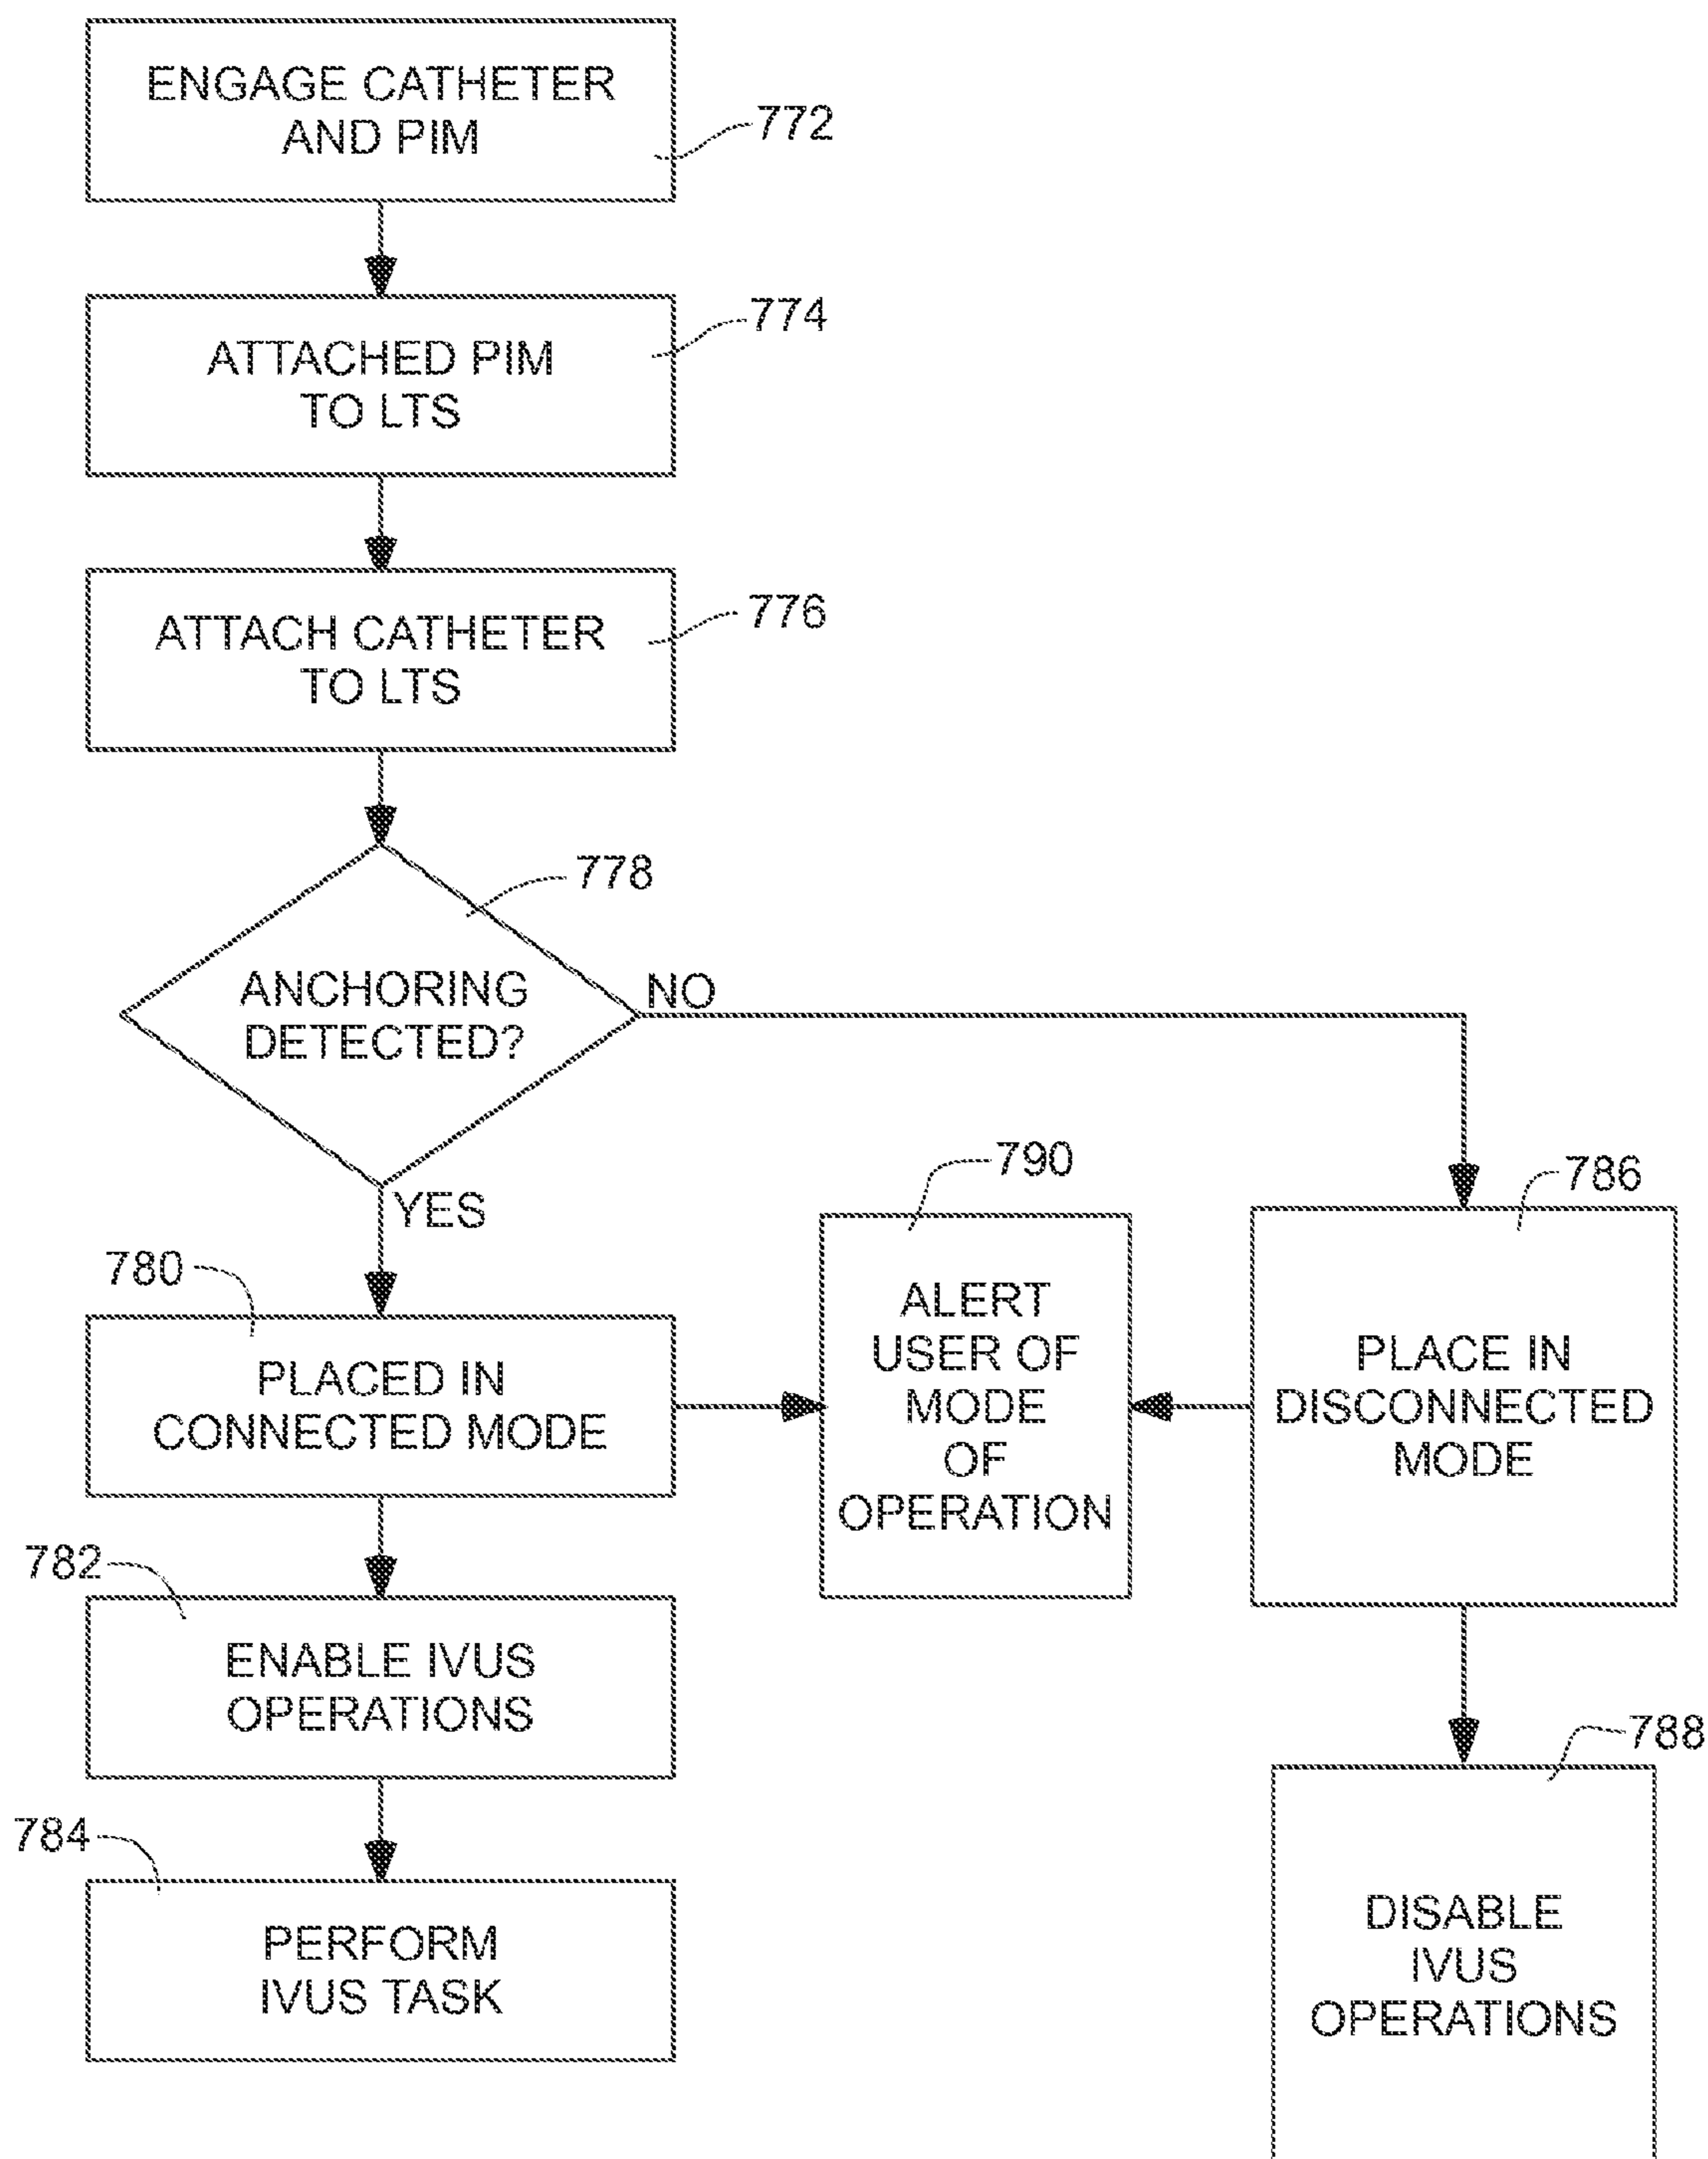 ENGAGE CATHETER
AND PIM
772
ATTACHED PIM
TO LTS
774
ATTACH CATHETER
TO LTS
776
778
ANCHORING
DETECTED?
NO
YES
780
PLACED IN
CONNECTED MODE
790
ALERT
USER OF
MODE
OF
OPERATION
786
PLACE IN
DISCONNECTED
MODE
782
ENABLE IVUS
OPERATIONS
784
PERFORM
IVUS TASK
788
DISABLE
IVUS
OPERATIONS